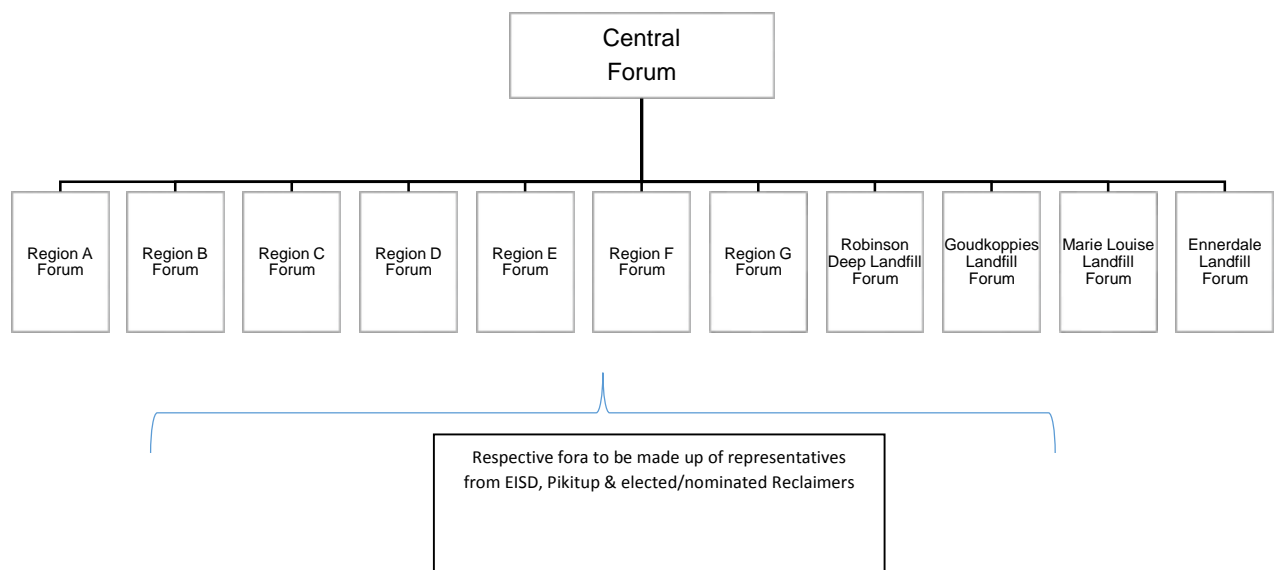 Central
Forum
Region A
Forum
Region B
Forum
Region C
Forum
Region D
Forum
Region E
Forum
Region F
Forum
Region G
Forum
Robinson
Deep Landfill
Forum
Goudkoppies
Landfill
Forum
Marie Louise
Landfill
Forum
Ennerdale
Landfill
Forum
Respective fora to be made up of representatives
from EISD, Pikitup & elected/nominated Reclaimers